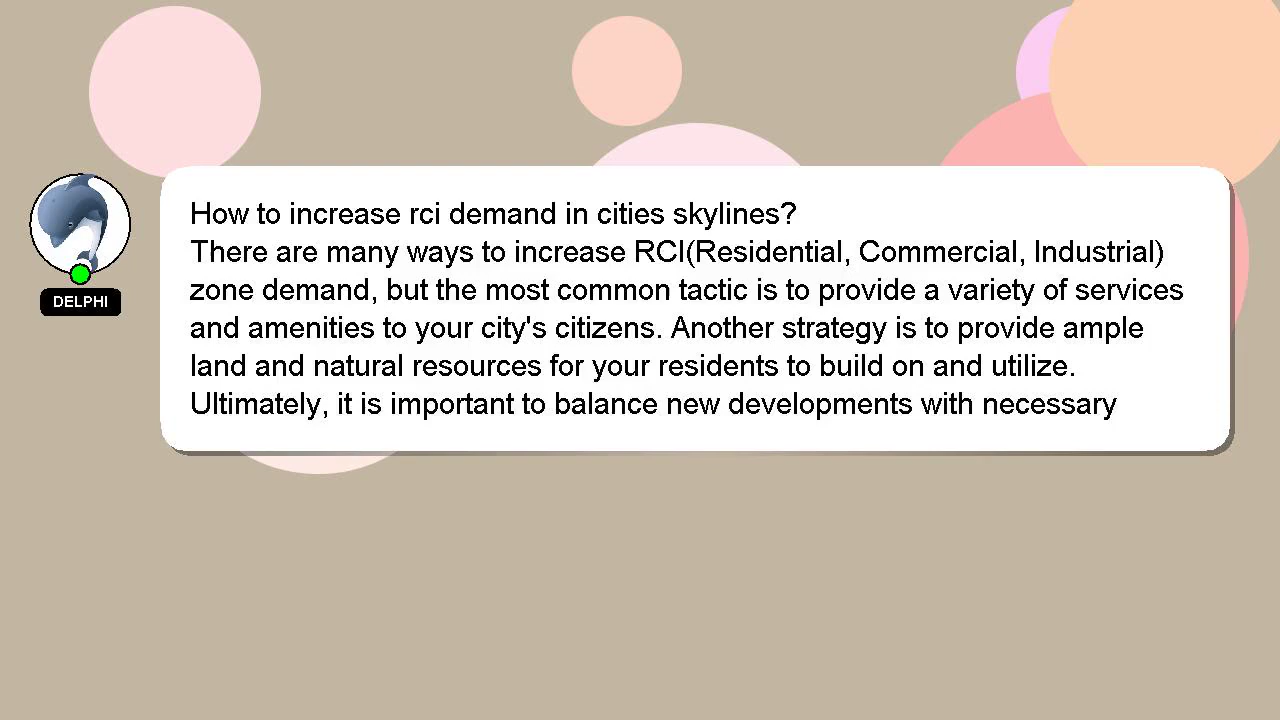 How to increase rci demand in cities skylines?
There are many ways to increase RCI(Residential, Commercial, Industrial)
zone demand, but the most common tactic is to provide a variety of services
and amenities to your city's citizens. Another strategy is to provide ample
land and natural resources for your residents to build on and utilize.
Ultimately, it is important to balance new developments with necessary
DELPHI